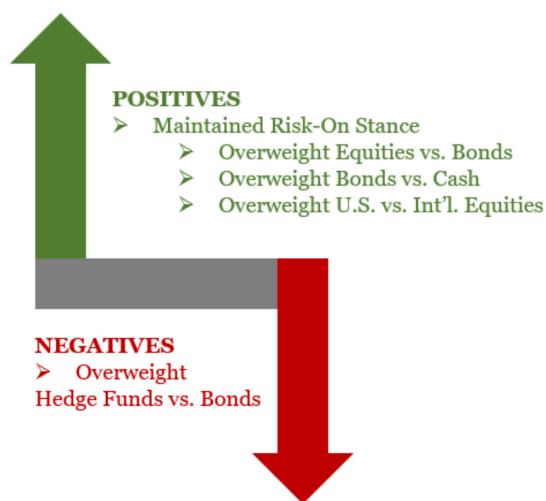 POSITIVES
➢ Maintained Risk-On Stance
➢ Overweight Equities vs. Bonds
➢ Overweight Bonds vs. Cash
➢ Overweight U.S. vs. Int’l. Equities
NEGATIVES
➢ Overweight
Hedge Funds vs. Bonds